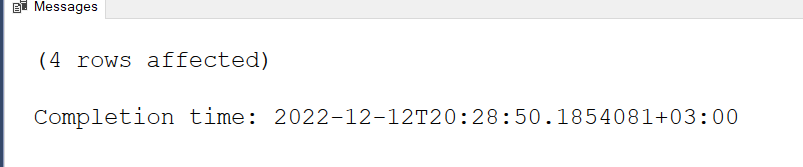 Messages
(4 rows affected)
Completion time: 2022-12-12T20:28:50.1854081+03:00